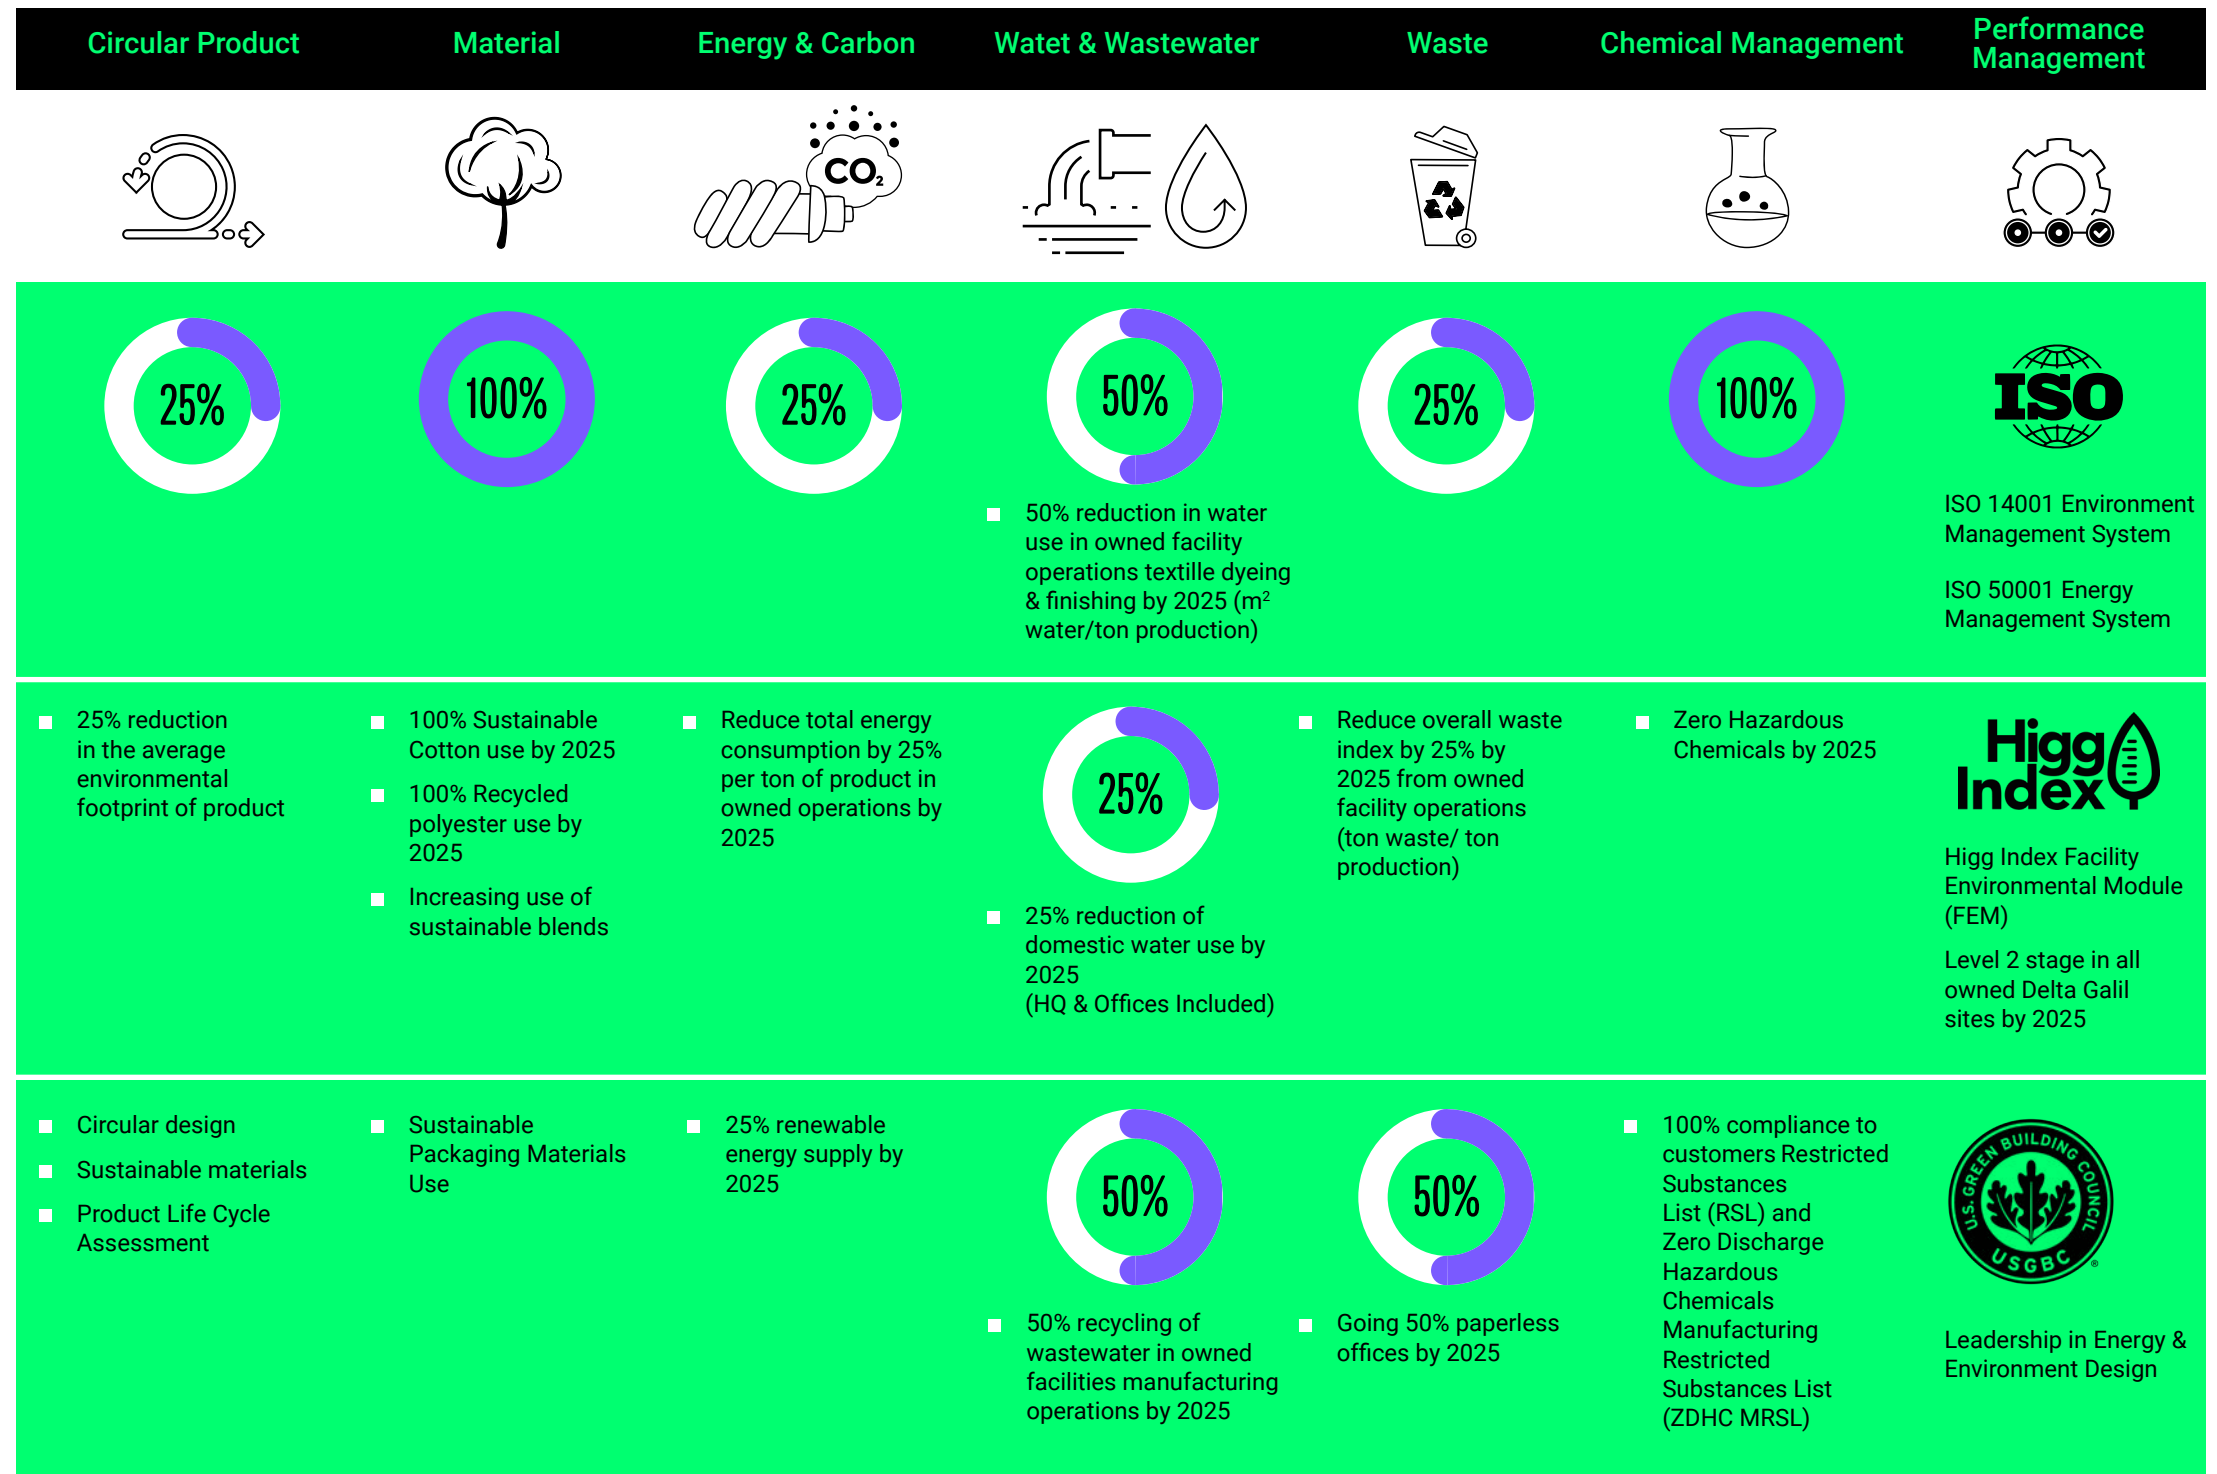 Circular Product
Material
Energy & Carbon
Watet & Wastewater
Waste
Chemical Management
Performance
Management
CO2
25%
100%
25%
50%
25%
100%
ISO
50% reduction in water
use in owned facility
operations textille dyeing
& finishing by 2025 (m²
water/ton production)
ISO 14001 Environment
Management System
ISO 50001 Energy
Management System
25% reduction
in the average
environmental
footprint of product
100% Sustainable
Cotton use by 2025
100% Recycled
polyester use by
2025
Increasing use of
sustainable blends
Reduce total energy
consumption by 25%
per ton of product in
owned operations by
2025
25%
25% reduction of
domestic water use by
2025
(HQ & Offices Included)
Reduce overall waste
index by 25% by
2025 from owned
facility operations
(ton waste/ ton
production)
Zero Hazardous
Chemicals by 2025
Higg
Index
Higg Index Facility
Environmental Module
(FEM)
Level 2 stage in all
owned Delta Galil
sites by 2025
Circular design
Sustainable materials
Product Life Cycle
Assessment
Sustainable
Packaging Materials
Use
25% renewable
energy supply by
2025
50%
50% recycling of
wastewater in owned
facilities manufacturing
operations by 2025
50%
Going 50% paperless
offices by 2025
100% compliance to
customers Restricted
Substances
List (RSL) and
Zero Discharge
Hazardous
Chemicals
Manufacturing
Restricted
Substances List
(ZDHC MRSL)
U.S. GREEN BUILDING COUNCIL
USGBC
®
Leadership in Energy &
Environment Design